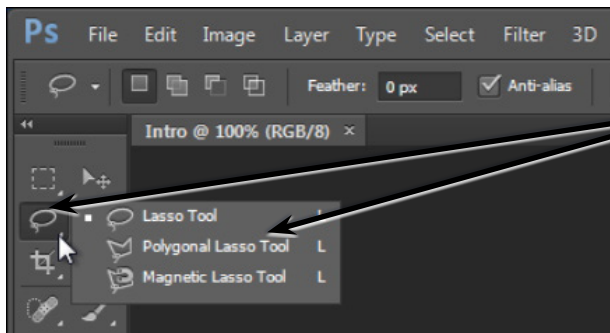 Ps File Edit Image Layer Type Select Filter 3D
Feather: 0 px Anti-alias
Intro @ 100% (RGB/8) ×
Lasso Tool L
Polygonal Lasso Tool L
Magnetic Lasso Tool L